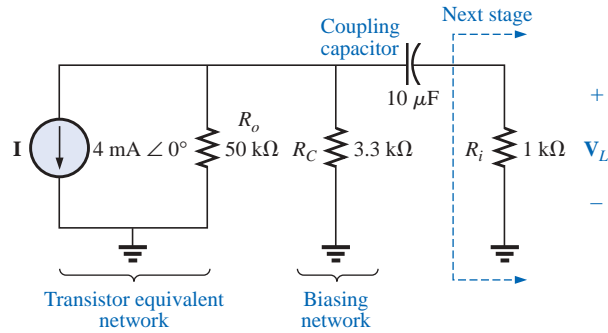 Coupling
capacitor
Next stage
10 μF
I
4 mA ∠ 0°
R_o
50 kΩ
R_C
3.3 kΩ
R_i
1 kΩ
+
V_L
–
Transistor equivalent
network
Biasing
network